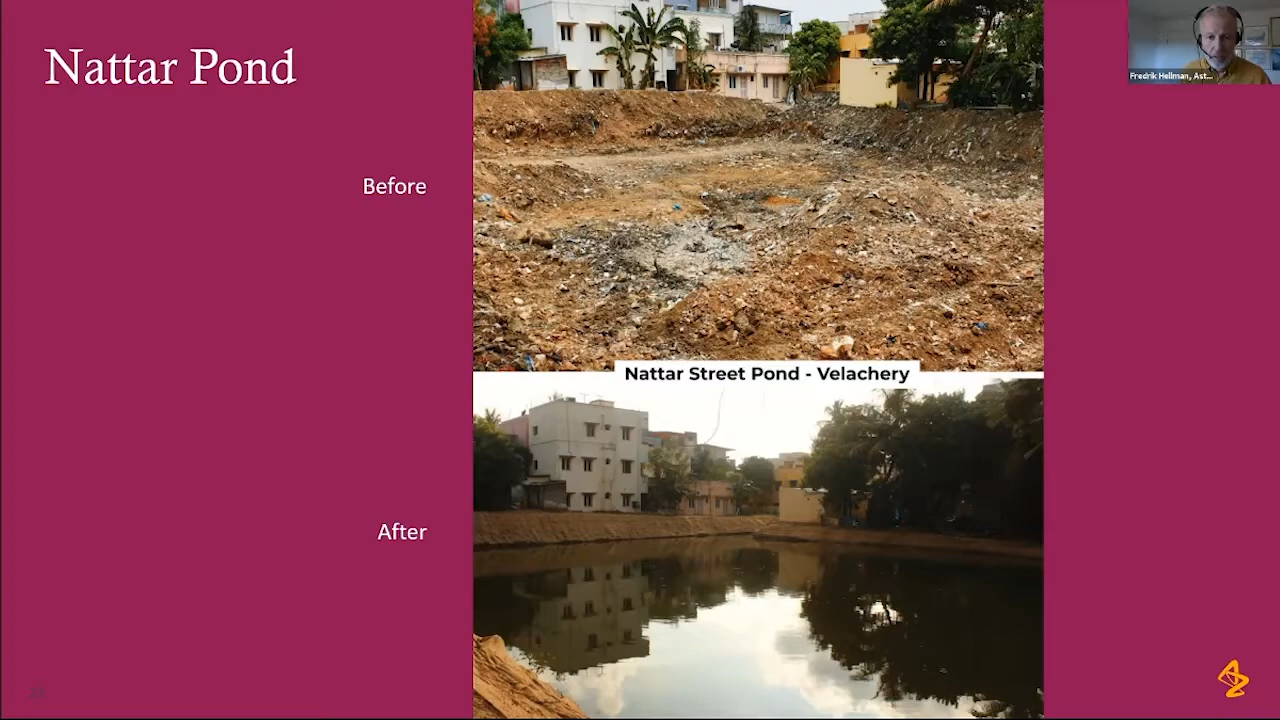 Nattar Pond
Fredrik Hellman, Ast...
Before
Nattar Street Pond - Velachery
After